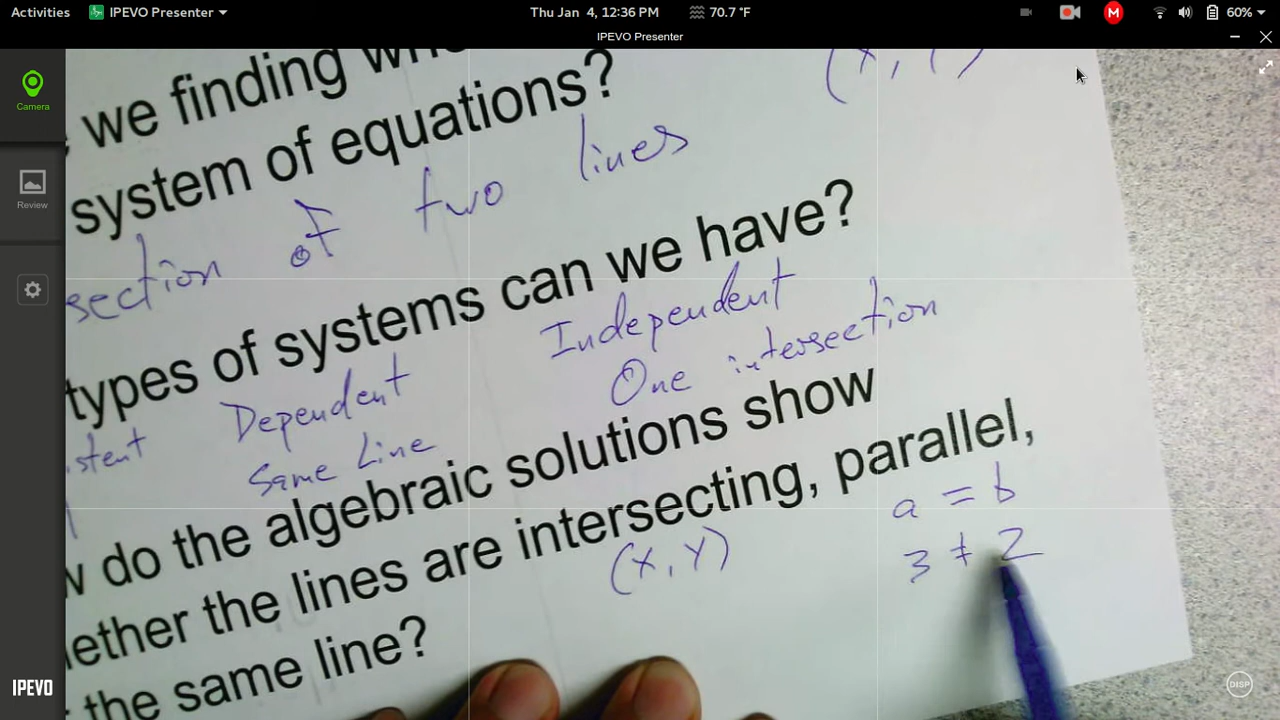 Activities IPEVO Presenter Thu Jan 4, 12:36 PM 70.7 °F M 60%
IPEVO Presenter
Camera
Review
IPEVO
DISP
we finding
system of equations?
section of two lines
types of systems can we have?
Dependent Independent
Same Line One intersection
do the algebraic solutions show
the lines are intersecting, parallel,
(X, Y) a = b
3 ≠ 2
the same line?